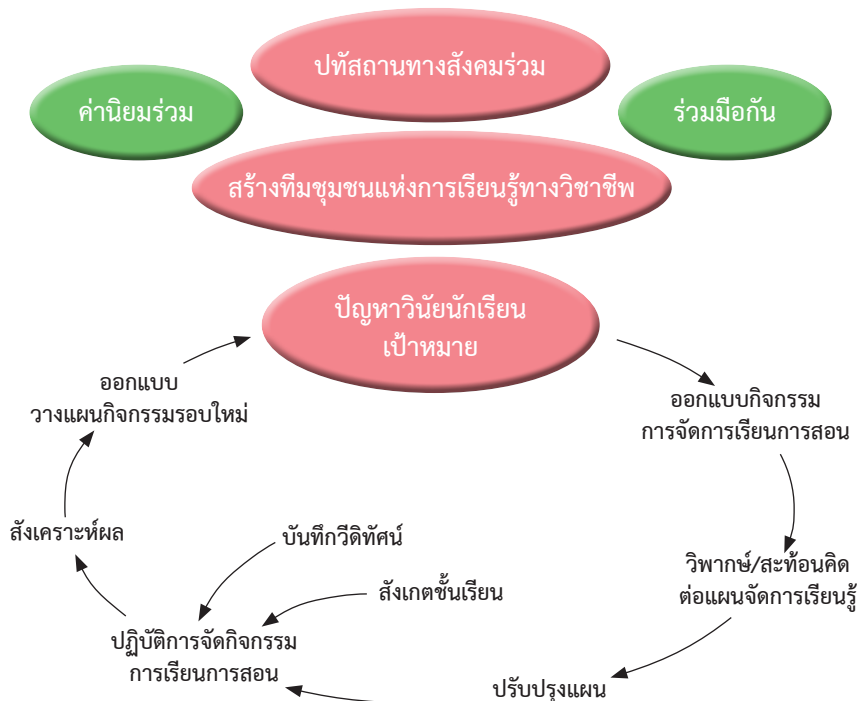 ปทัสถานทางสังคมร่วม
ค่านิยมร่วม
ร่วมมือกัน
สร้างทีมชุมชนแห่งการเรียนรู้ทางวิชาชีพ
ปัญหาวินัยนักเรียน
เป้าหมาย
ออกแบบกิจกรรม
การจัดการเรียนการสอน
วิพากษ์/สะท้อนคิด
ต่อแผนจัดการเรียนรู้
ปรับปรุงแผน
บันทึกวีดิทัศน์
สังเกตชั้นเรียน
ปฏิบัติการจัดกิจกรรม
การเรียนการสอน
สังเคราะห์ผล
ออกแบบ
วางแผนกิจกรรมรอบใหม่